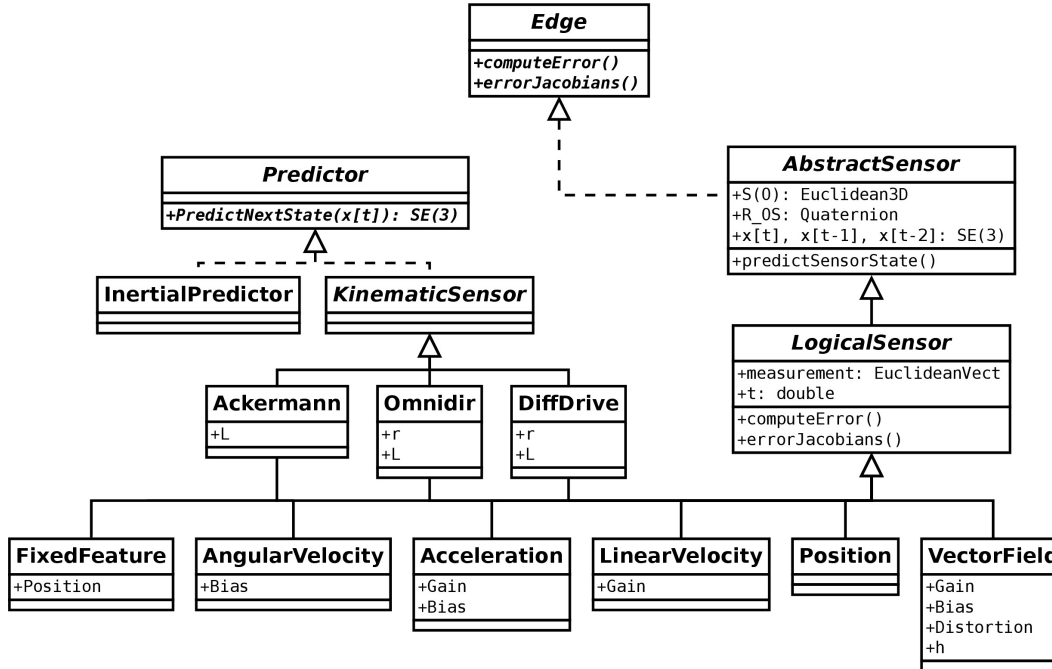 Edge
+computeError()
+errorJacobians()
Predictor
+PredictNextState(x[t]): SE(3)
AbstractSensor
+S(O): Euclidean3D
+R_OS: Quaternion
+x[t], x[t-1], x[t-2]: SE(3)
+predictSensorState()
InertialPredictor
KinematicSensor
LogicalSensor
+measurement: EuclideanVect
+t: double
+computeError()
+errorJacobians()
Ackermann
+L
Omnidir
+r
+L
DiffDrive
+r
+L
FixedFeature
+Position
AngularVelocity
+Bias
Acceleration
+Gain
+Bias
LinearVelocity
+Gain
Position
VectorField
+Gain
+Bias
+Distortion
+h